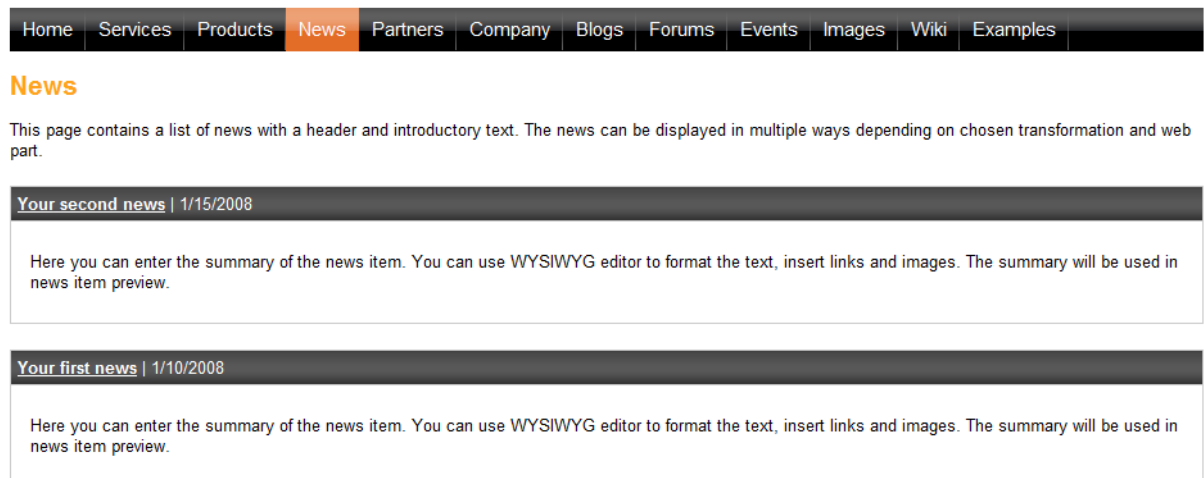 Home Services Products News Partners Company Blogs Forums Events Images Wiki Examples
News
This page contains a list of news with a header and introductory text. The news can be displayed in multiple ways depending on chosen transformation and web
part.
Your second news | 1/15/2008
Here you can enter the summary of the news item. You can use WYSIWYG editor to format the text, insert links and images. The summary will be used in
news item preview.
Your first news | 1/10/2008
Here you can enter the summary of the news item. You can use WYSIWYG editor to format the text, insert links and images. The summary will be used in
news item preview.